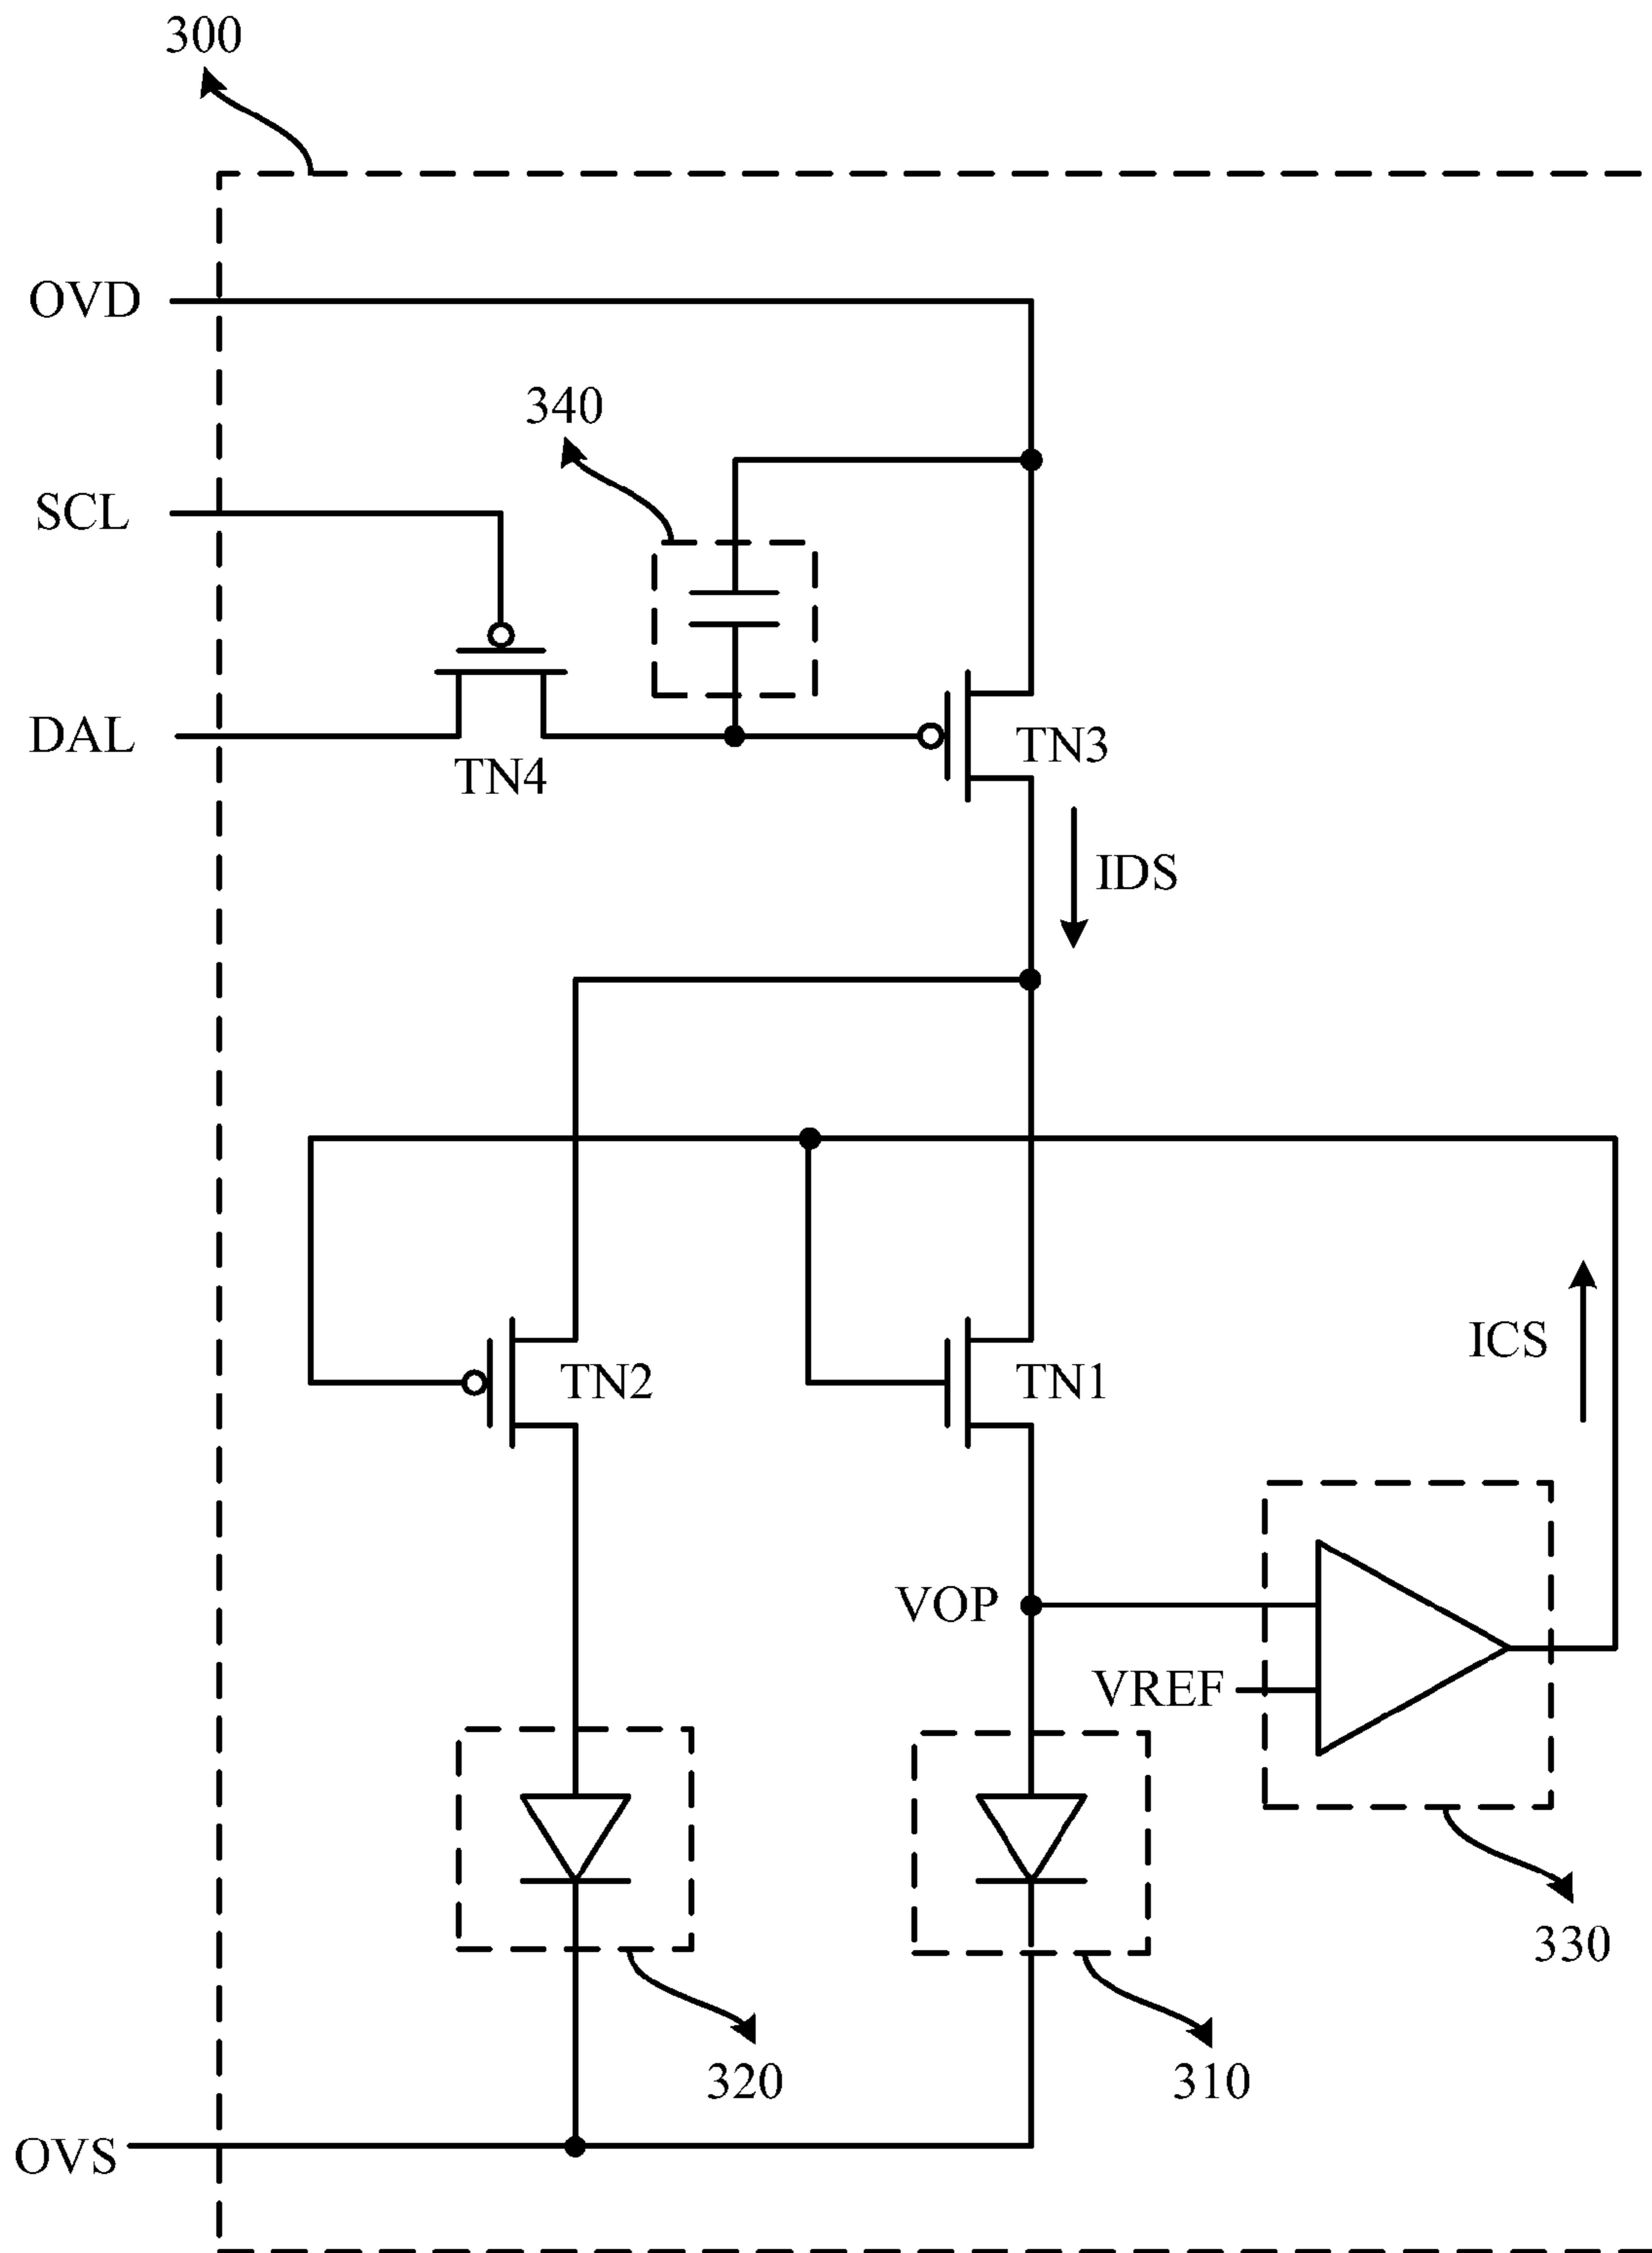 300
OVD
340
SCL
DAL
TN4
TN3
IDS
TN2
TN1
ICS
VOP
VREF
330
320
310
OVS